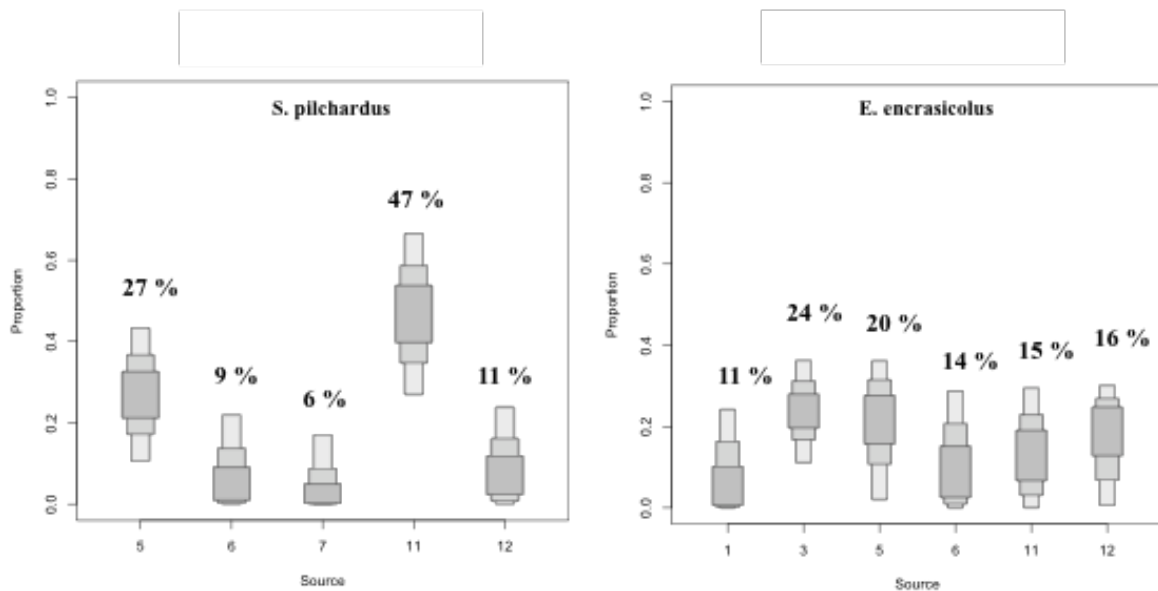 S. pilchardus
1.0
0.8
0.6
0.4
0.2
0.0
Proportion
27 %
9 %
6 %
47 %
11 %
5 6 7 11 12
Source
E. encrasicolus
1.0
0.8
0.6
0.4
0.2
0.0
Proportion
11 %
24 %
20 %
14 %
15 %
16 %
1 3 5 6 11 12
Source